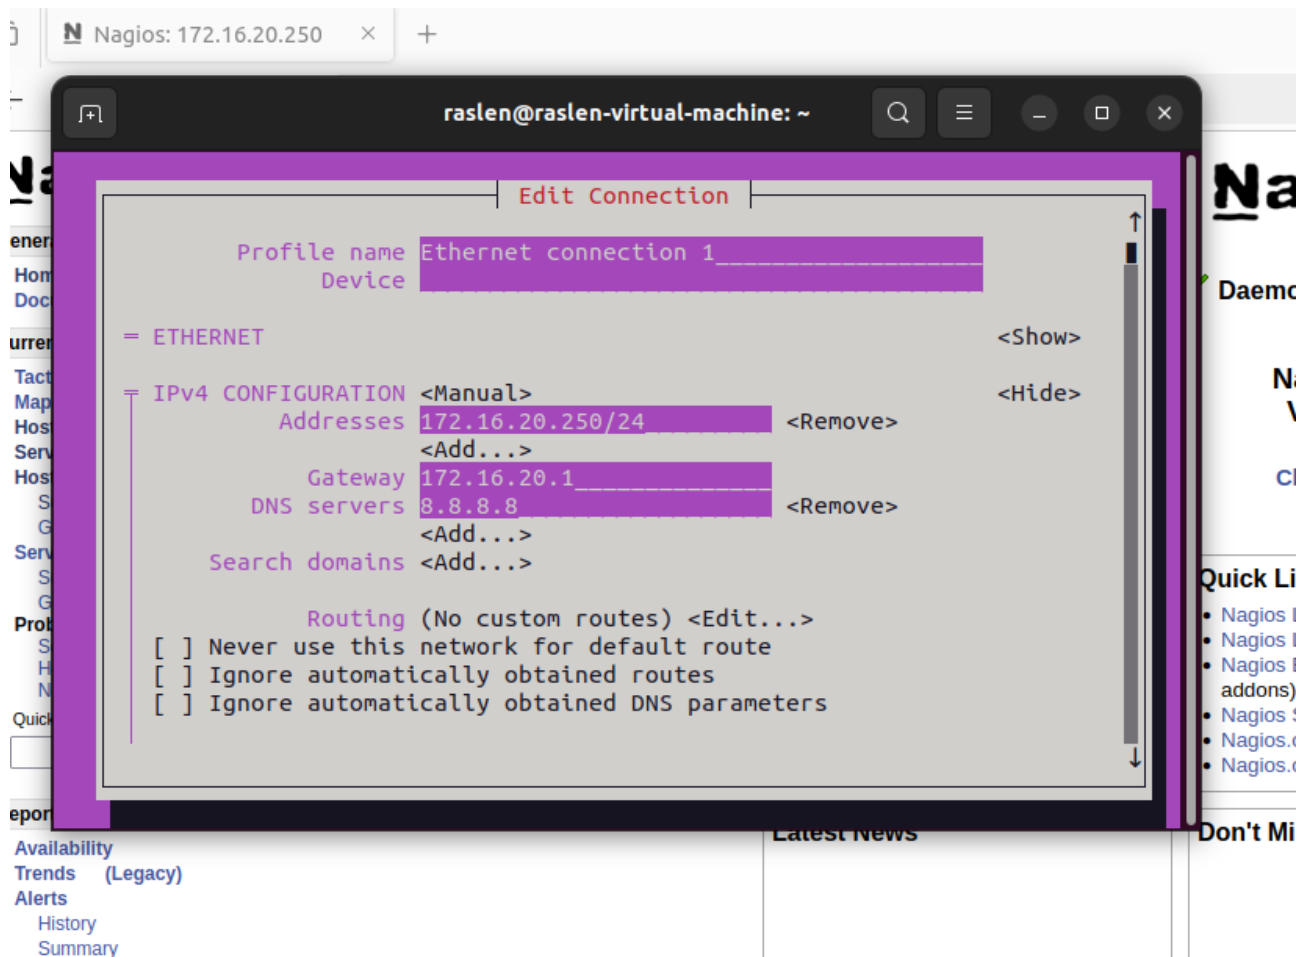 Nagios: 172.16.20.250
raslen@raslen-virtual-machine: ~
Edit Connection
Profile name Ethernet connection 1
Device
ETHERNET <Show>
IPv4 CONFIGURATION <Manual> <Hide>
Addresses 172.16.20.250/24 <Remove>
<Add...>
Gateway 172.16.20.1
DNS servers 8.8.8.8 <Remove>
<Add...>
Search domains <Add...>
Routing (No custom routes) <Edit...>
[ ] Never use this network for default route
[ ] Ignore automatically obtained routes
[ ] Ignore automatically obtained DNS parameters
Availability
Trends (Legacy)
Alerts
History
Summary
Latest News
Daemo
Quick Li
Nagios
Nagios
Nagios
addons)
Nagios
Nagios.
Nagios.
Don't Mi